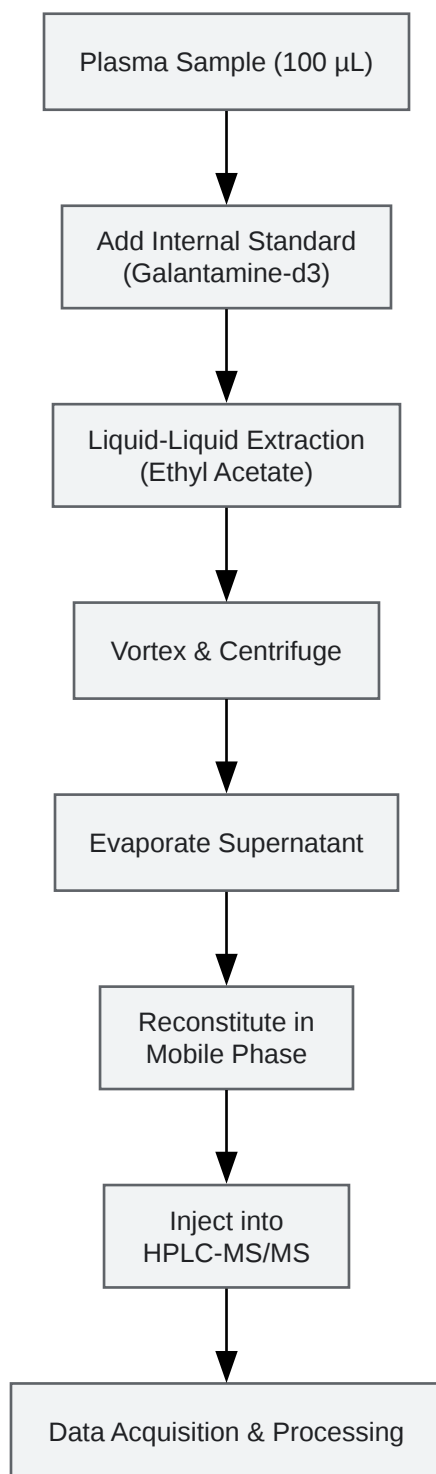 Plasma Sample (100 µL)
Add Internal Standard
(Galantamine-d3)
Liquid-Liquid Extraction
(Ethyl Acetate)
Vortex & Centrifuge
Evaporate Supernatant
Reconstitute in
Mobile Phase
Inject into
HPLC-MS/MS
Data Acquisition & Processing